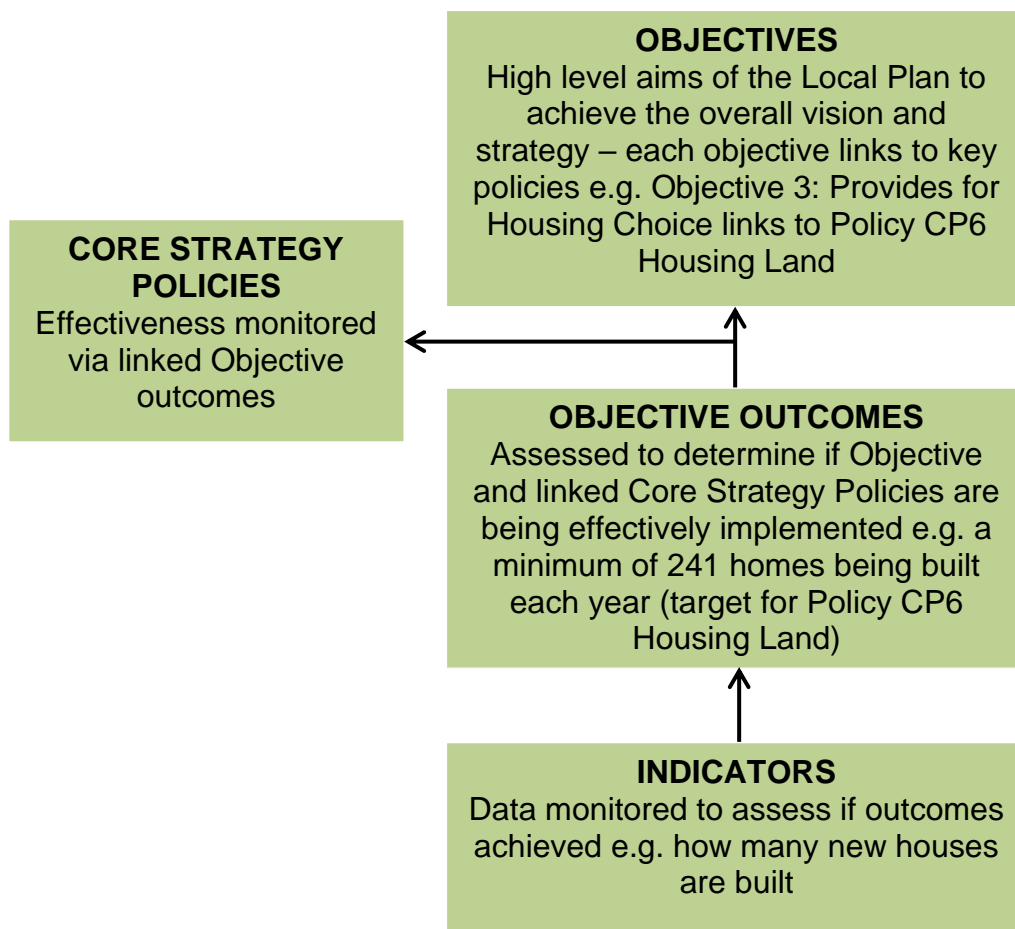 OBJECTIVES
High level aims of the Local Plan to
achieve the overall vision and
strategy – each objective links to key
policies e.g. Objective 3: Provides for
Housing Choice links to Policy CP6
Housing Land
CORE STRATEGY
POLICIES
Effectiveness monitored
via linked Objective
outcomes
OBJECTIVE OUTCOMES
Assessed to determine if Objective
and linked Core Strategy Policies are
being effectively implemented e.g. a
minimum of 241 homes being built
each year (target for Policy CP6
Housing Land)
INDICATORS
Data monitored to assess if outcomes
achieved e.g. how many new houses
are built